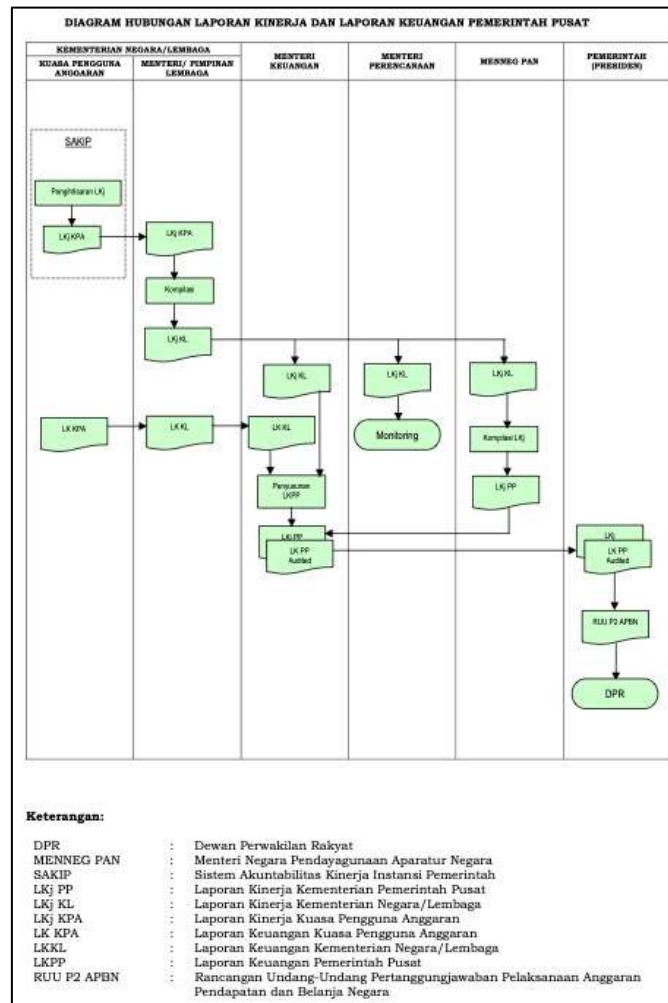 DIAGRAM HUBUNGAN LAPORAN KINERJA DAN LAPORAN KEUANGAN PEMERINTAH PUSAT
KEMENTERIAN NEGARA/LEMBAGA
KUASA PENGGUNA ANGGARAN
MENTERI/ PIMPINAN LEMBAGA
MENTERI KEUANGAN
MENTERI PERENCANAAN
MENNEG PAN
PEMERINTAH (PRESIDEN)
SAKIP
Pengihtisaran LKj
LKj KPA
LKj KPA
Kompilasi
LKj KL
LKj KL
LKj KL
LKj KL
LK KPA
LK KL
LK KL
Monitoring
Kompilasi LKj
Penyusunan LKPP
LKj PP
LKj PP
LK PP Audited
LKj
LK PP Audited
RUU P2 APBN
DPR
Keterangan:
DPR : Dewan Perwakilan Rakyat
MENNEG PAN : Menteri Negara Pendayagunaan Aparatur Negara
SAKIP : Sistem Akuntabilitas Kinerja Instansi Pemerintah
LKj PP : Laporan Kinerja Kementerian Pemerintah Pusat
LKj KL : Laporan Kinerja Kementerian Negara/Lembaga
LKj KPA : Laporan Kinerja Kuasa Pengguna Anggaran
LK KPA : Laporan Keuangan Kuasa Pengguna Anggaran
LKKL : Laporan Keuangan Kementerian Negara/Lembaga
LKPP : Laporan Keuangan Pemerintah Pusat
RUU P2 APBN : Rancangan Undang-Undang Pertanggungjawaban Pelaksanaan Anggaran
Pendapatan dan Belanja Negara